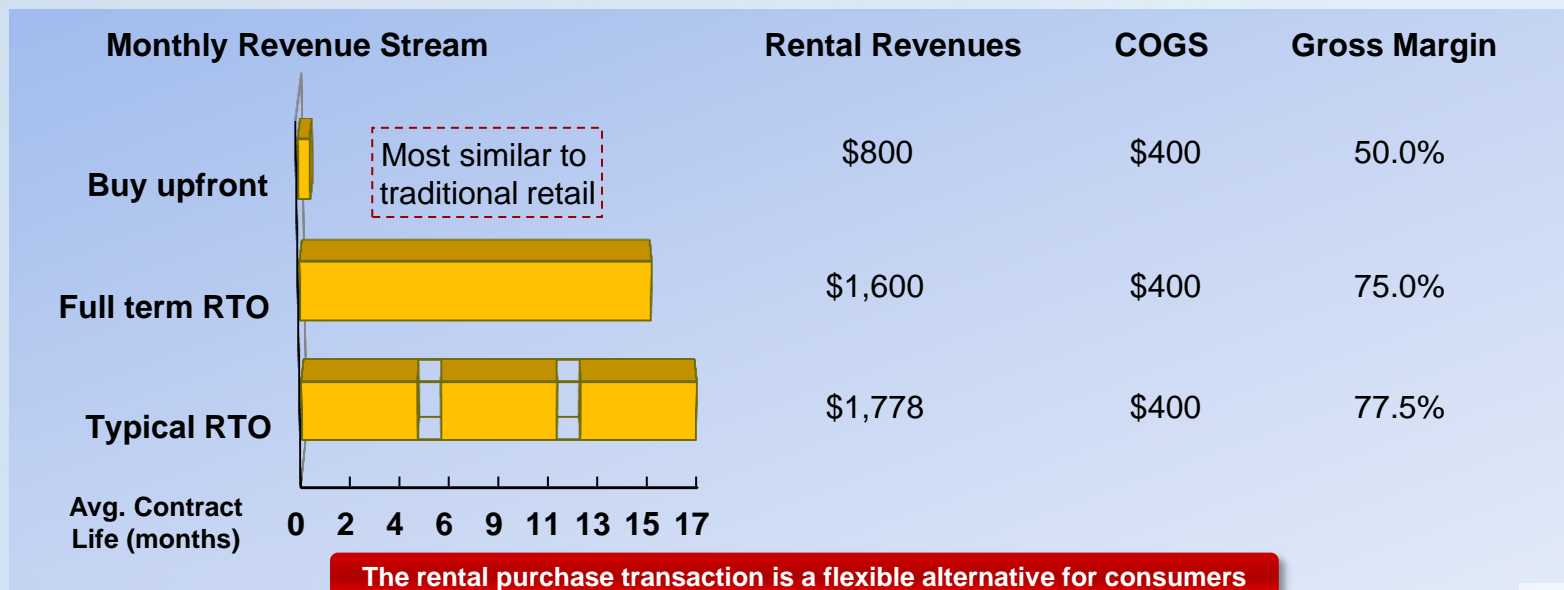 Monthly Revenue Stream Rental Revenues COGS Gross Margin
Buy upfront
Most similar to
traditional retail
$800 $400 50.0%
Full term RTO $1,600 $400 75.0%
Typical RTO $1,778 $400 77.5%
Avg. Contract
Life (months)
0 2 4 6 9 11 13 15 17
The rental purchase transaction is a flexible alternative for consumers